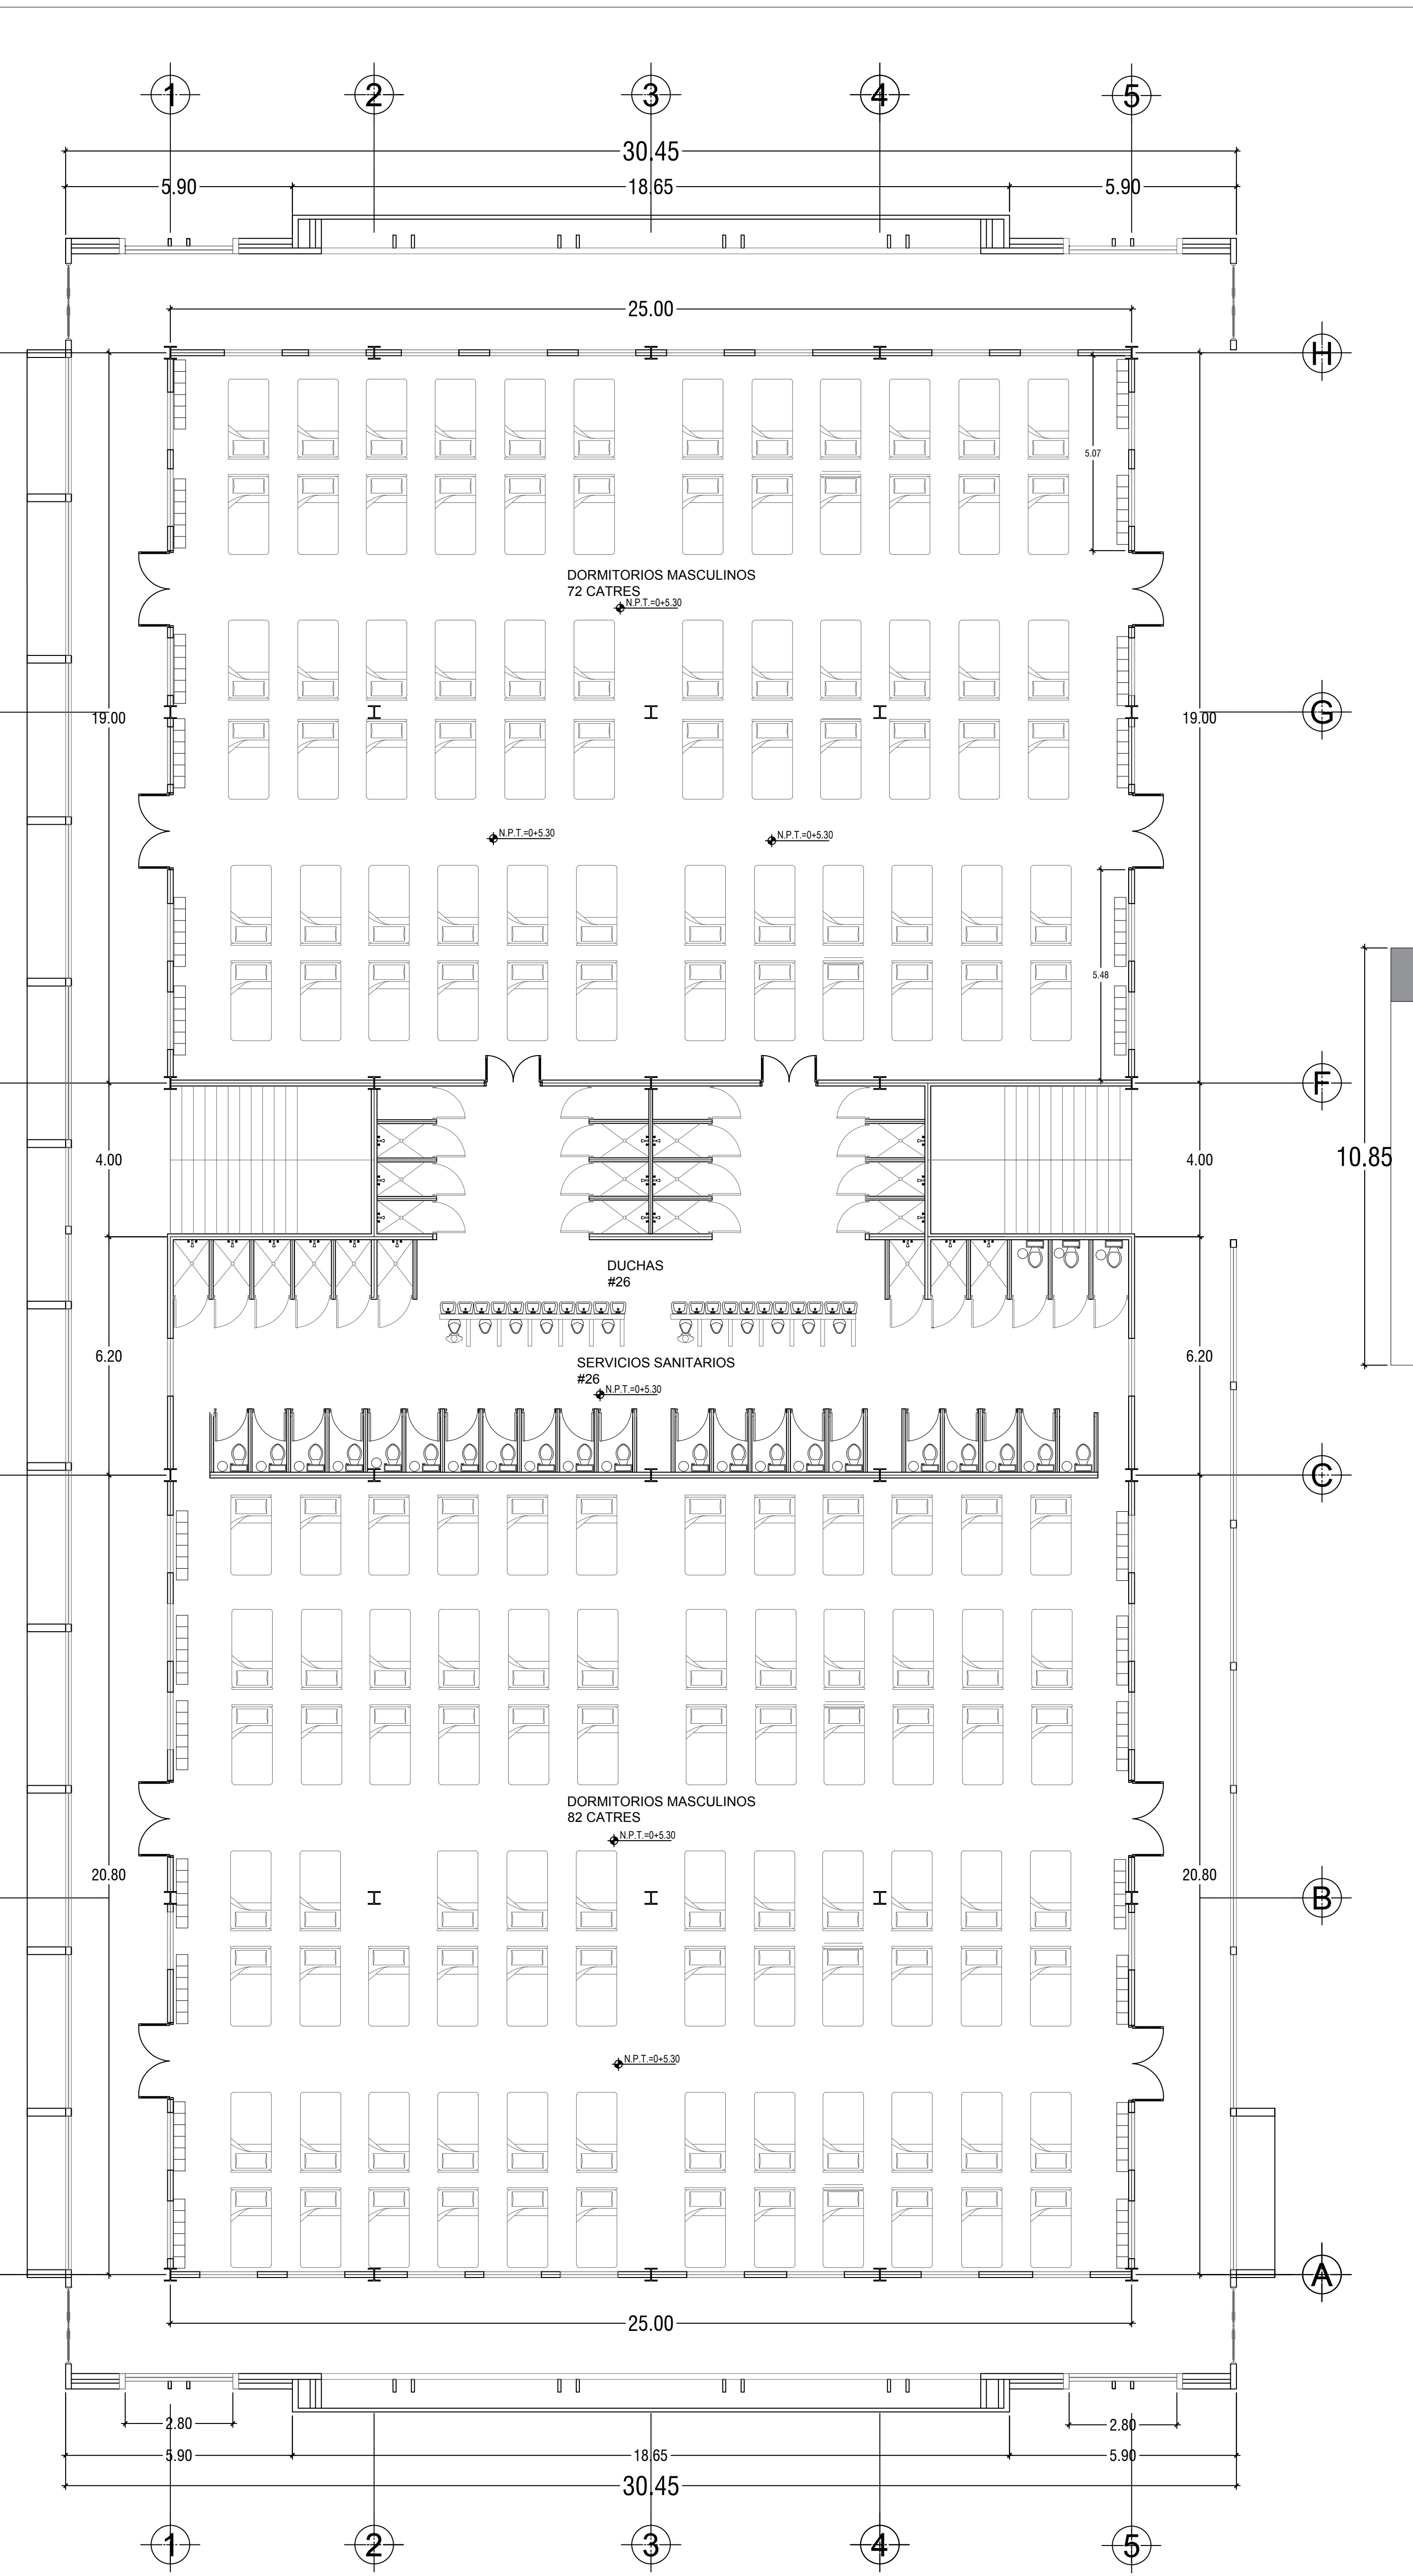 1 2 3 4 5
30.45
5.90 18.65 5.90
25.00
H
5.07
DORMITORIOS MASCULINOS
72 CATRES
N.P.T.=0+5.30
19.00 19.00 G
N.P.T.=0+5.30 N.P.T.=0+5.30
5.48
F
4.00 4.00 10.85
DUCHAS
#26
6.20 6.20
SERVICIOS SANITARIOS
#26
N.P.T.=0+5.30
C
DORMITORIOS MASCULINOS
82 CATRES
N.P.T.=0+5.30
20.80 20.80
B
N.P.T.=0+5.30
A
25.00
2.80 2.80
5.90 18.65 5.90
30.45
1 2 3 4 5